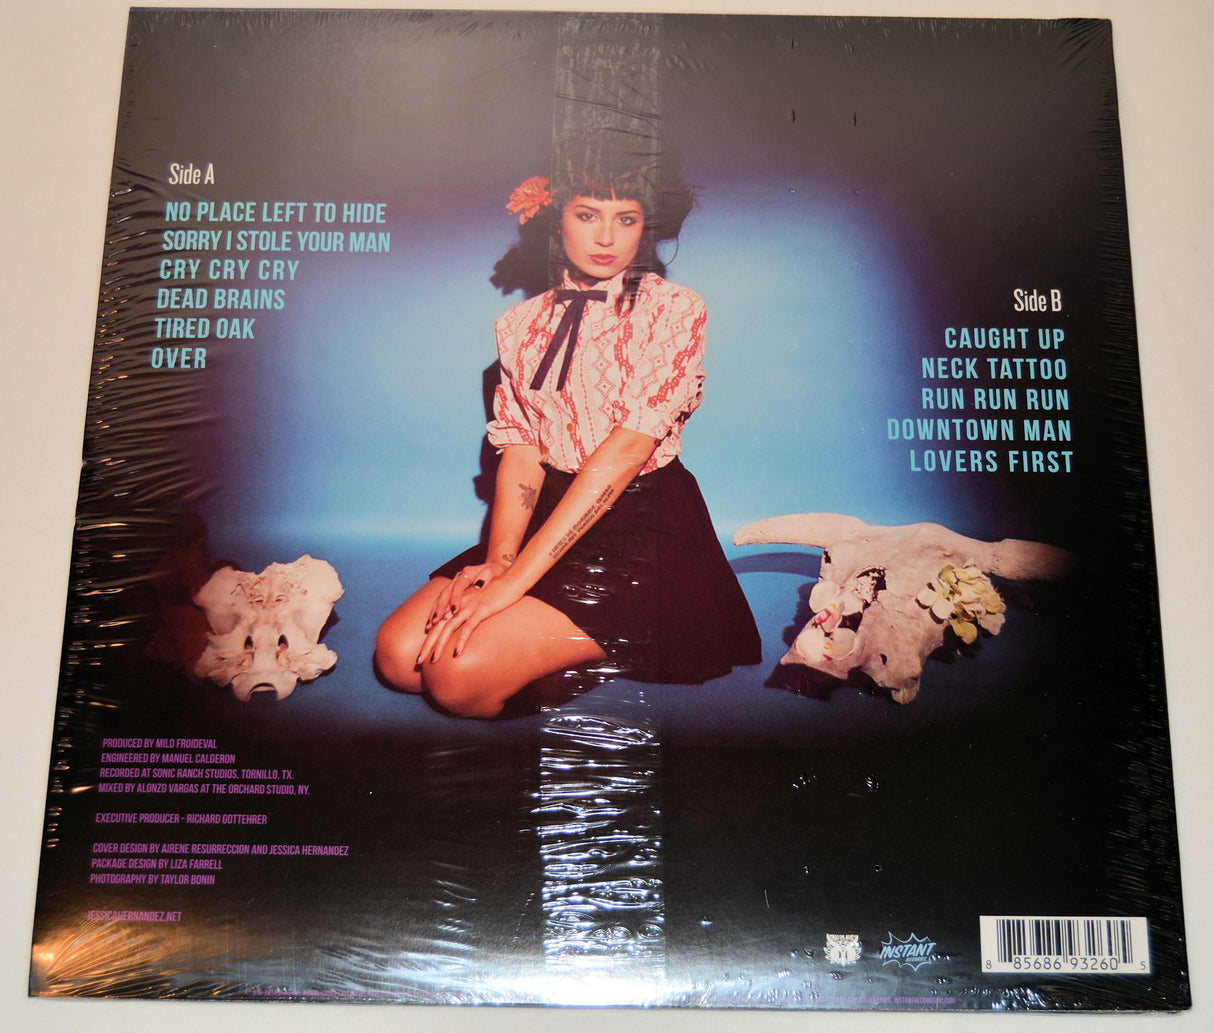 Side A
NO PLACE LEFT TO HIDE
SORRY I STOLE YOUR MAN
CRY CRY CRY
DEAD BRAINS
TIRED OAK
OVER
Side B
CAUGHT UP
NECK TATTOO
RUN RUN RUN
DOWNTOWN MAN
LOVERS FIRST
PRODUCED BY MILO FROIDEVAL
ENGINEERED BY MANUEL CALDERON
RECORDED AT SONIC RANCH STUDIOS, TORNILLO, TX.
MIXED BY ALONZO VARGAS AT THE ORCHARD STUDIO, NY.
EXECUTIVE PRODUCER - RICHARD GOTTEHRER
COVER DESIGN BY AIRENE RESURRECCION AND JESSICA HERNANDEZ
PACKAGE DESIGN BY LIZA FARRELL
PHOTOGRAPHY BY TAYLOR BONIN
JESSICAHERNANDEZ.NET
INSTANT
RECORDS
8 85686 93260 5